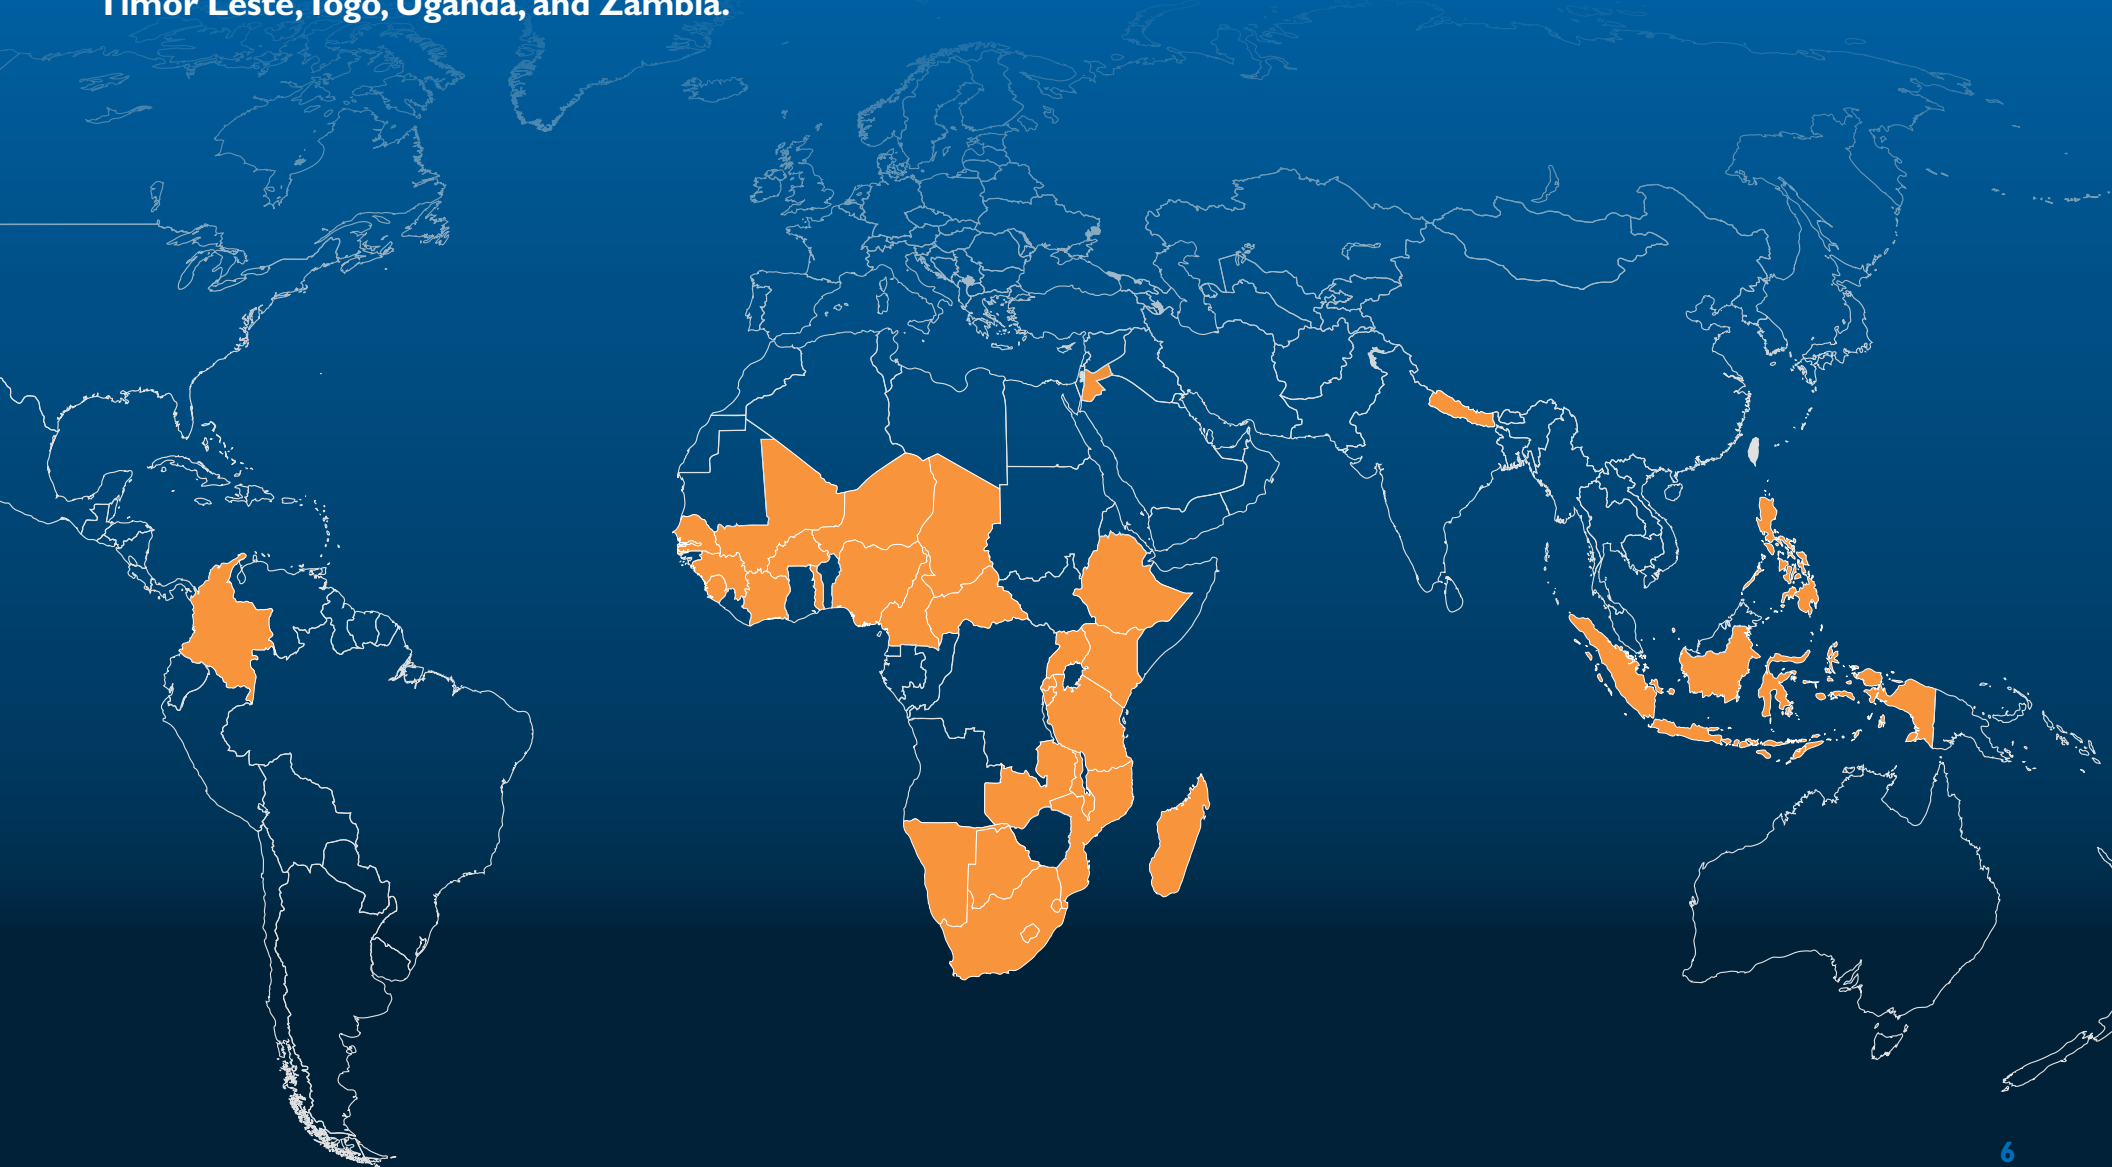 Timor Leste, Togo, Uganda, and Zambia.
6